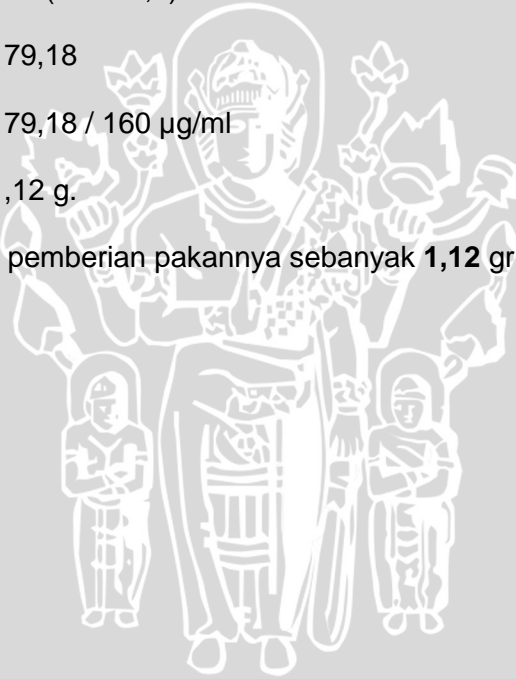 79,18
79,18 / 160 µg/ml
,12 g.
pemberian pakannya sebanyak 1,12 gr